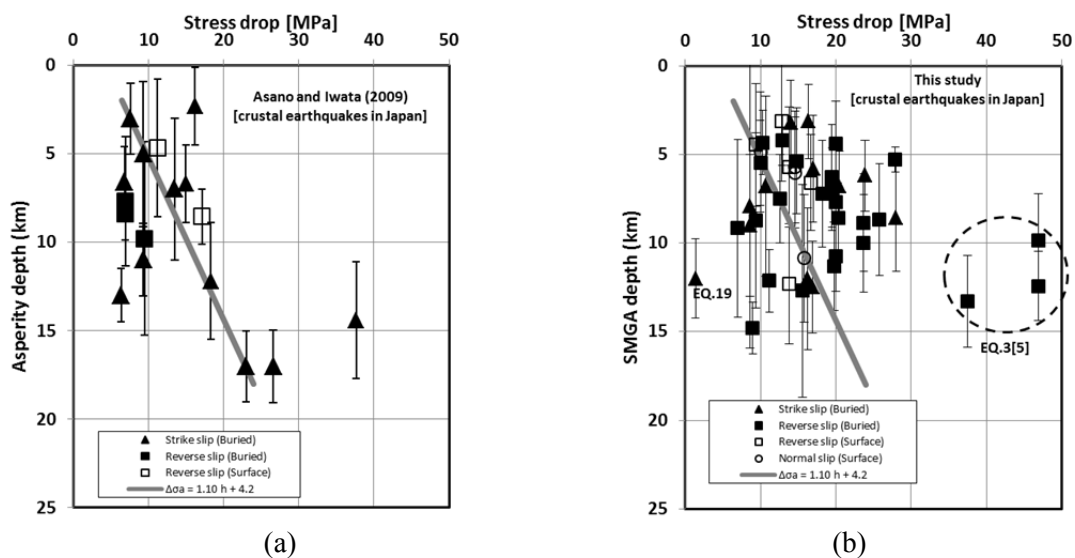 Stress drop [MPa]
0 10 20 30 40 50
0
5
10
15
20
25
Asperity depth (km)
Asano and Iwata (2009)
[crustal earthquakes in Japan]
Strike slip (Buried)
Reverse slip (Buried)
Reverse slip (Surface)
Δσa = 1.10 h + 4.2
(a)
Stress drop [MPa]
0 10 20 30 40 50
0
5
10
15
20
25
SMGA depth (km)
This study
[crustal earthquakes in Japan]
EQ.19
EQ.3[5]
Strike slip (Buried)
Reverse slip (Buried)
Reverse slip (Surface)
Normal slip (Surface)
Δσa = 1.10 h + 4.2
(b)